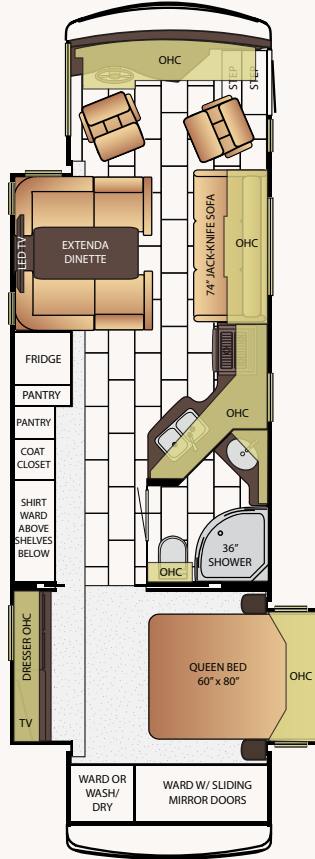 OHC
STEP
STEP
LED TV
EXTENDA
DINETTE
74" JACK-KNIFE SOFA
OHC
FRIDGE
PANTRY
PANTRY
COAT
CLOSET
OHC
SHIRT
WARD
ABOVE
SHELVES
BELOW
36"
SHOWER
OHC
DRESSER OHC
TV
QUEEN BED
60" x 80"
OHC
WARD OR
WASH/
DRY
WARD W/ SLIDING
MIRROR DOORS